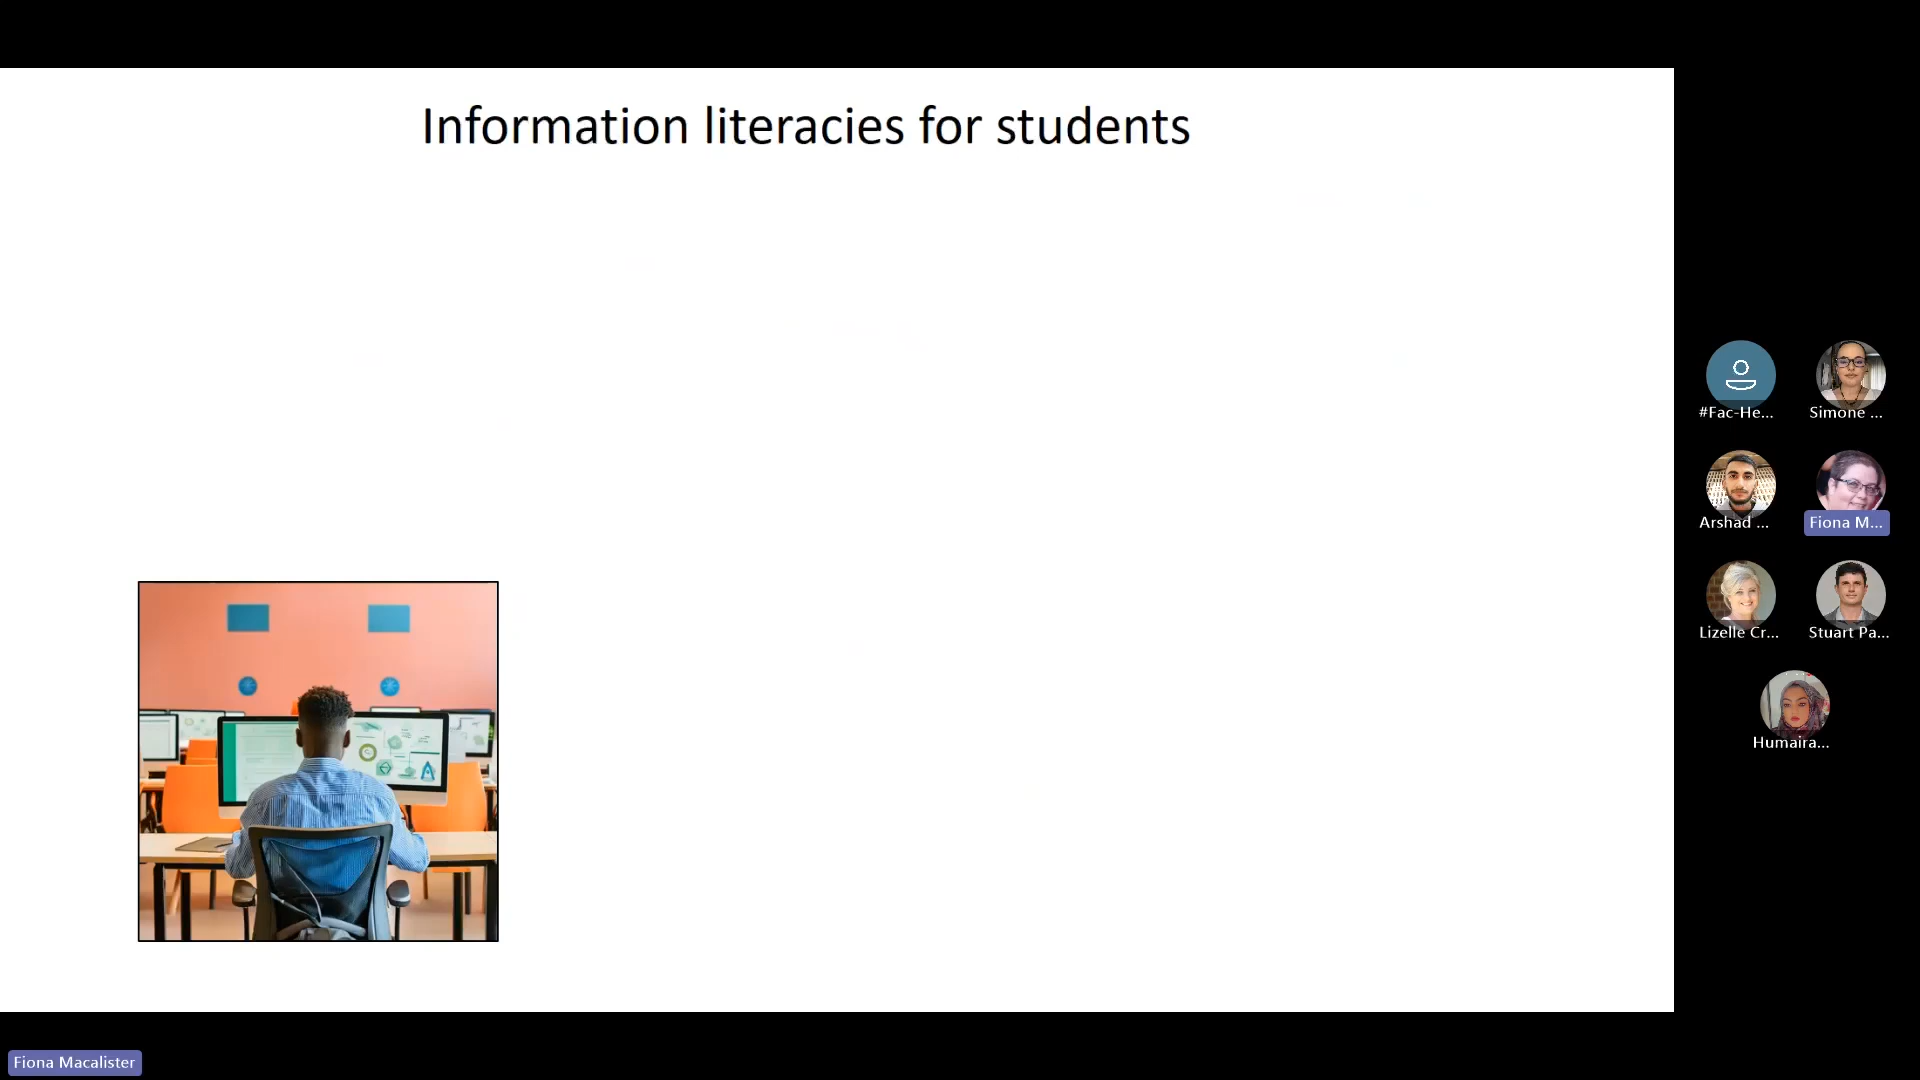 Information literacies for students
#Fac-He...
Simone ...
Arshad ...
Fiona M...
Lizelle Cr...
Stuart Pa...
Humaira...
Fiona Macalister